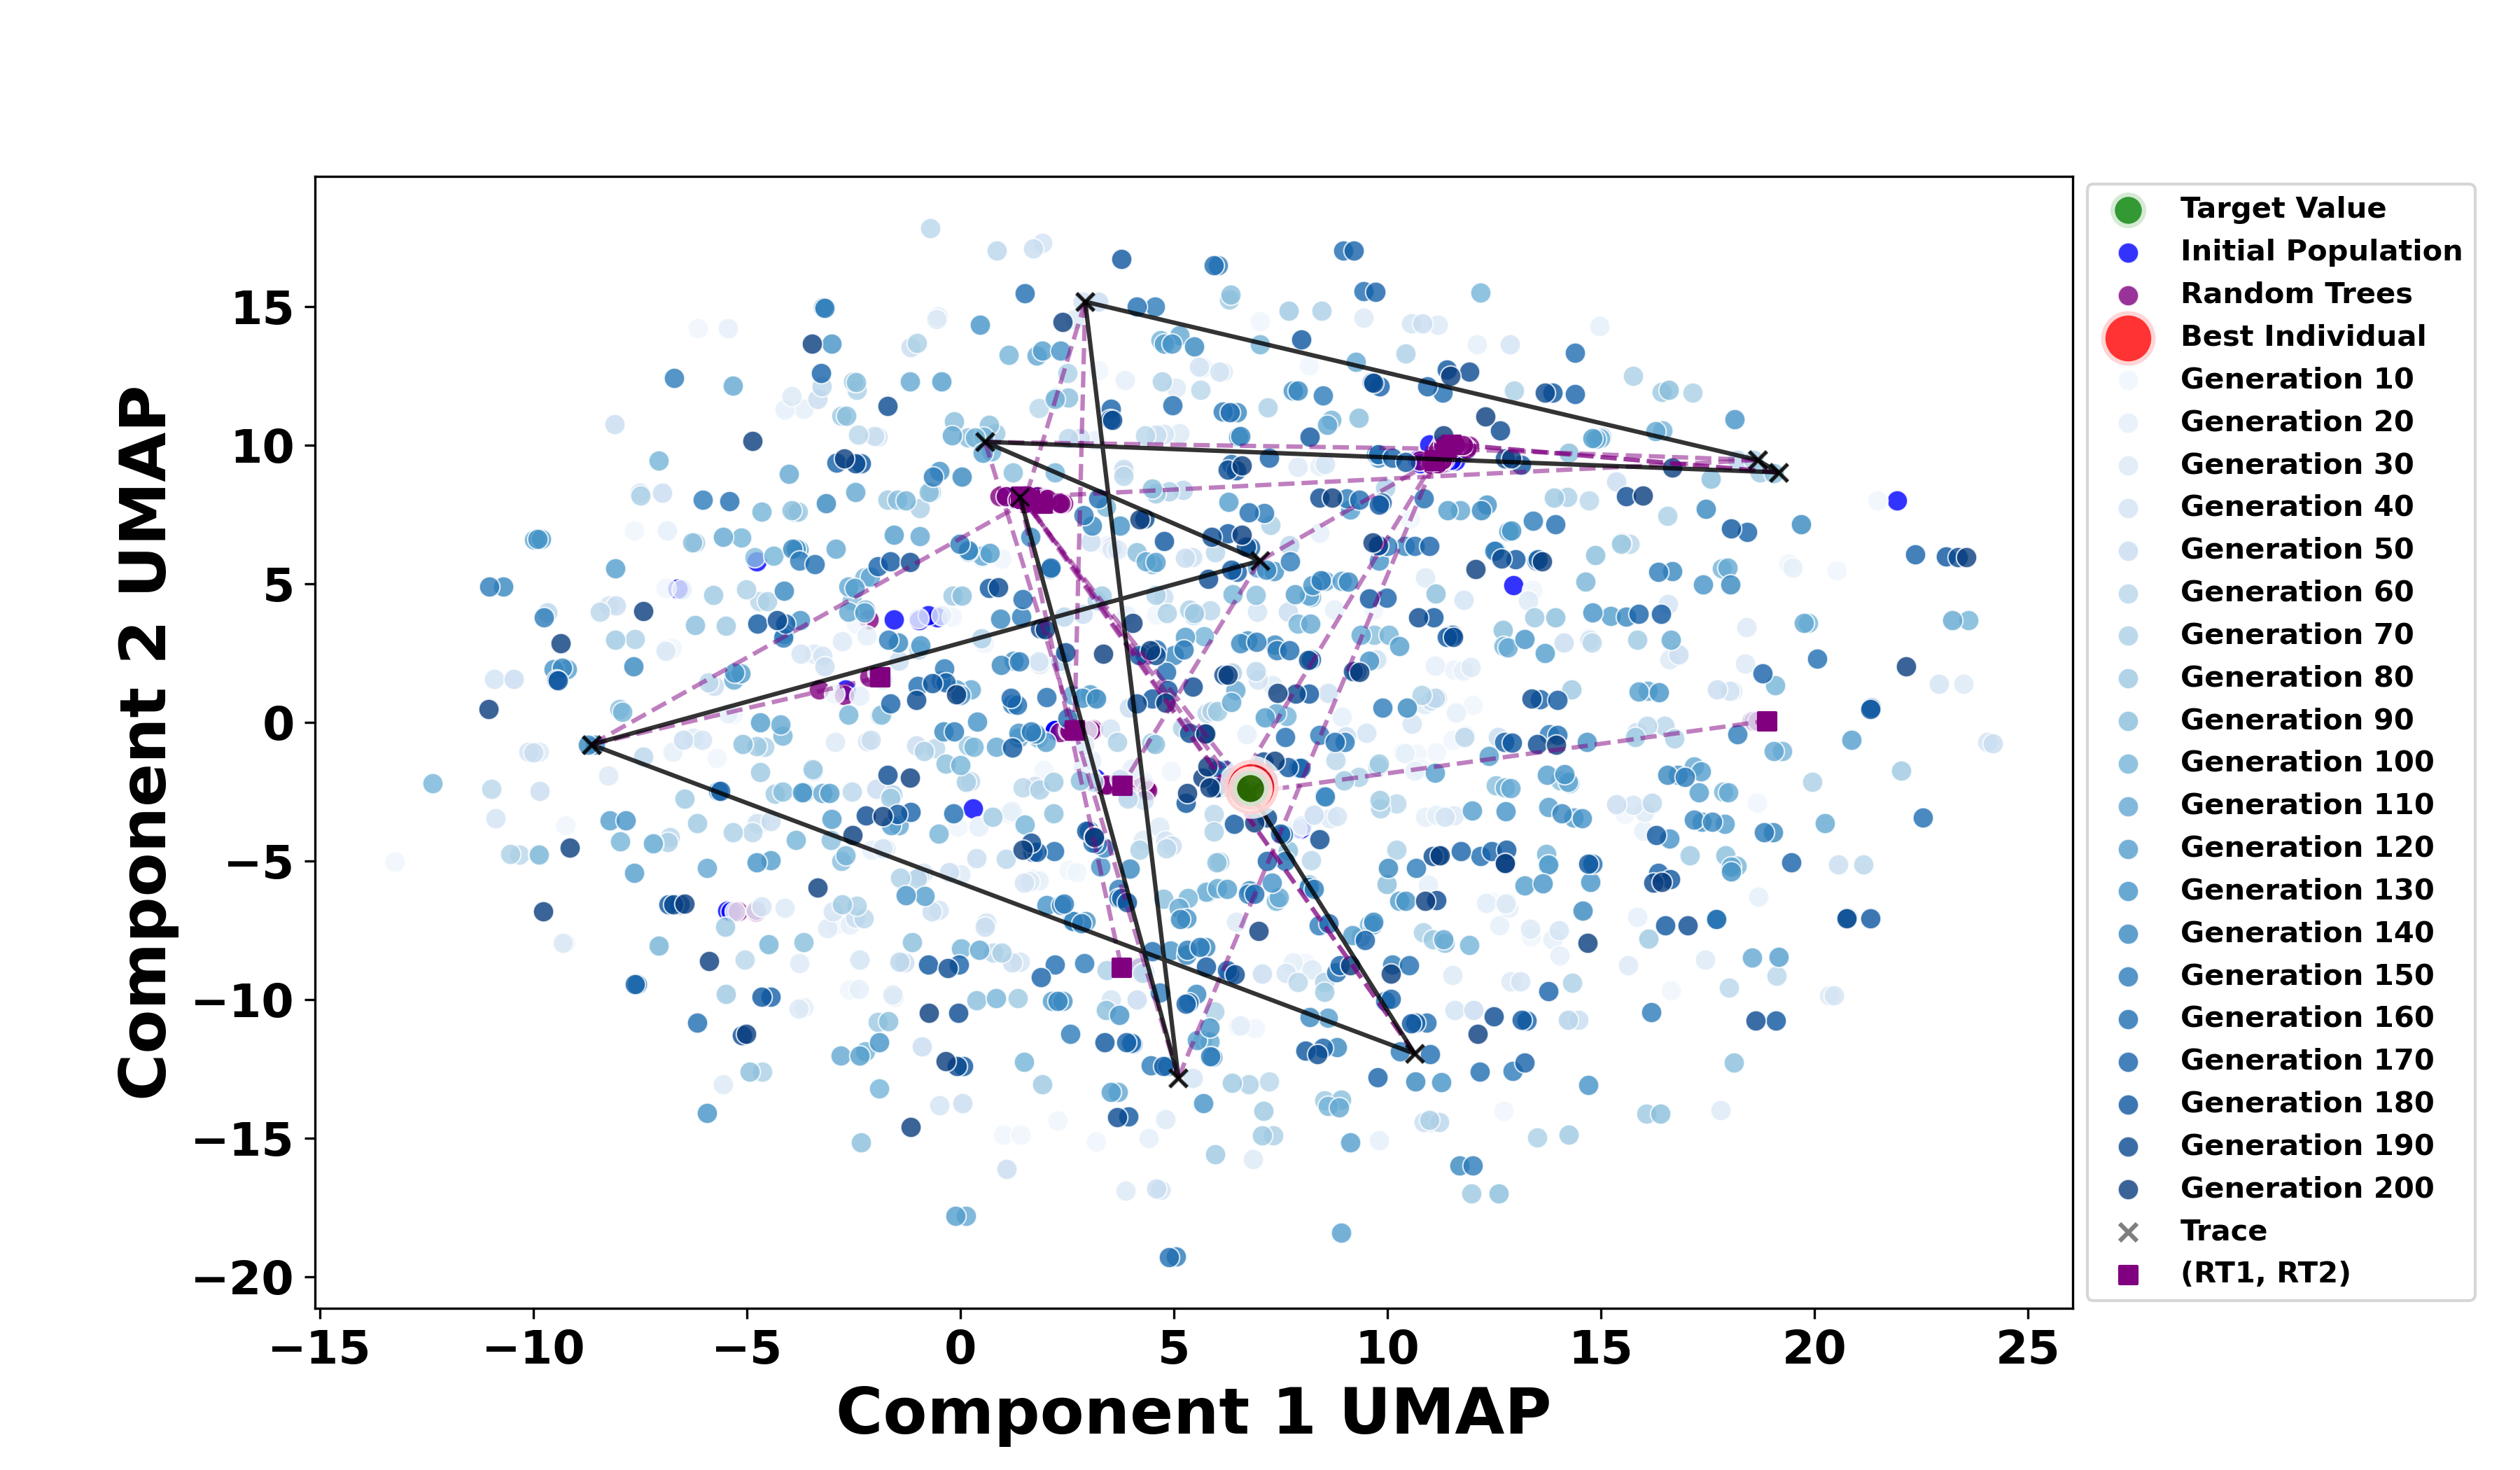 15
10
5
0
−5
−10
−15
−20
Component 2 UMAP
−15
−10
−5
0
5
10
15
20
25
Component 1 UMAP
Target Value
Initial Population
Random Trees
Best Individual
Generation 10
Generation 20
Generation 30
Generation 40
Generation 50
Generation 60
Generation 70
Generation 80
Generation 90
Generation 100
Generation 110
Generation 120
Generation 130
Generation 140
Generation 150
Generation 160
Generation 170
Generation 180
Generation 190
Generation 200
Trace
(RT1, RT2)